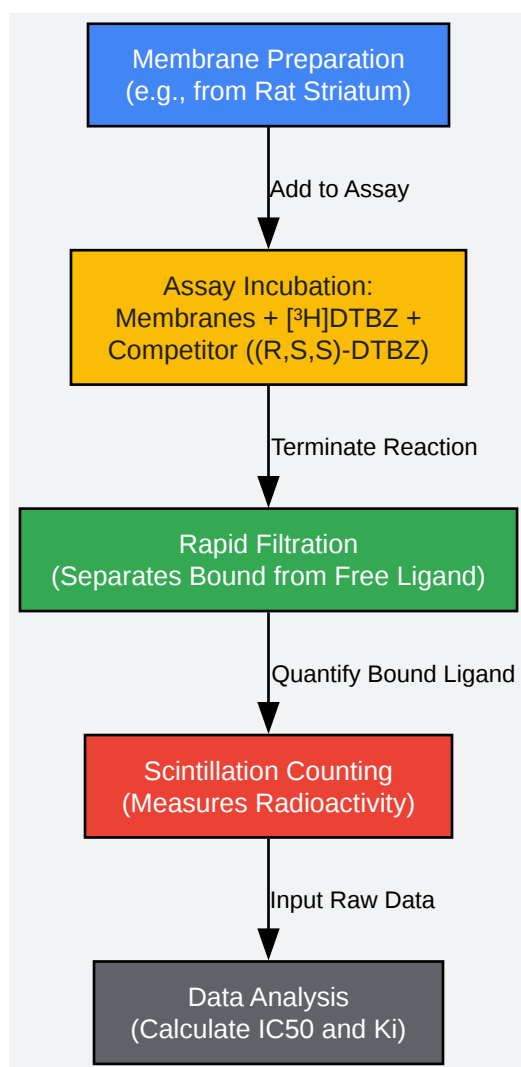 Membrane Preparation
(e.g., from Rat Striatum)
Add to Assay
Assay Incubation:
Membranes + [³H]DTBZ +
Competitor ((R,S,S)-DTBZ)
Terminate Reaction
Rapid Filtration
(Separates Bound from Free Ligand)
Quantify Bound Ligand
Scintillation Counting
(Measures Radioactivity)
Input Raw Data
Data Analysis
(Calculate IC50 and Ki)